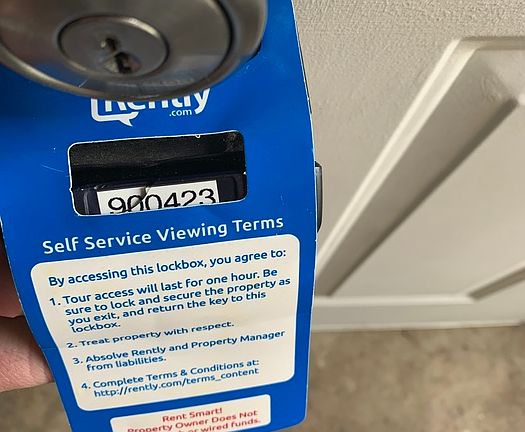 Rently
.com
900423
Self Service Viewing Terms
By accessing this lockbox, you agree to:
1. Tour access will last for one hour. Be
sure to lock and secure the property as
you exit, and return the key to this
lockbox.
2. Treat property with respect.
3. Absolve Rently and Property Manager
from liabilities.
4. Complete Terms & Conditions at:
http://rently.com/terms_content
Rent Smart!
Property Owner Does Not
or wired funds.